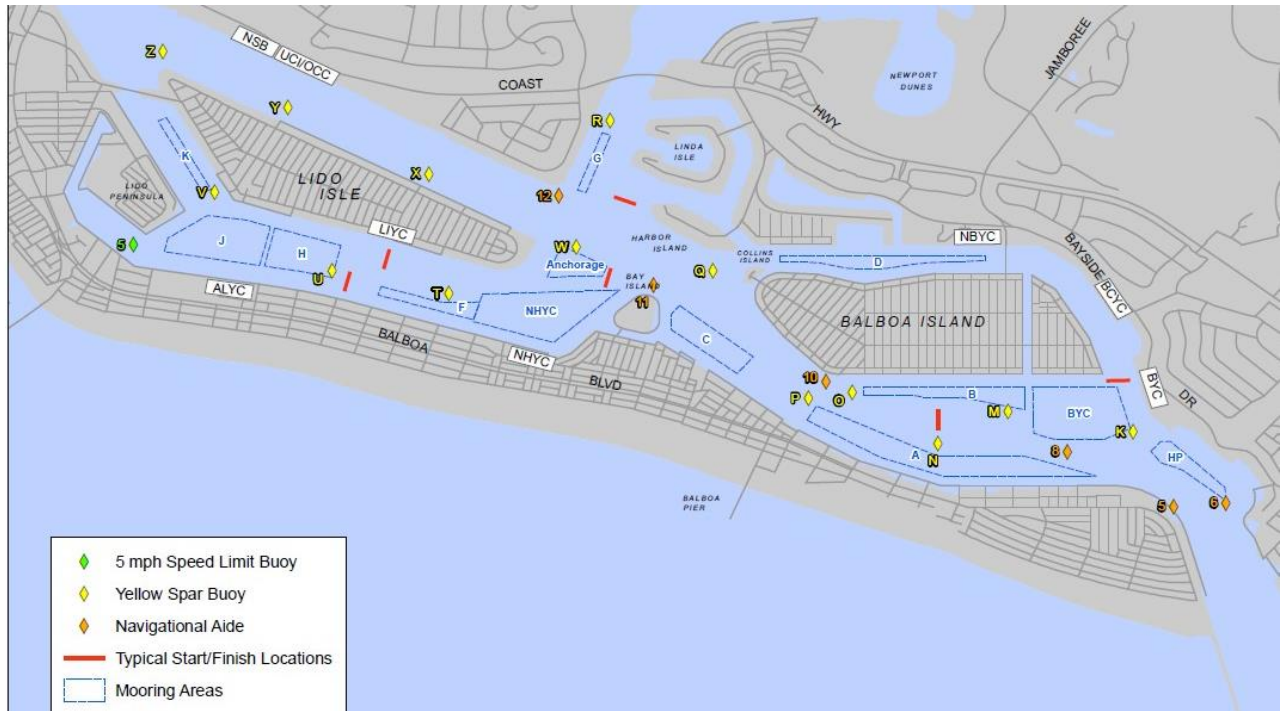 Z
NSB
UCI/OCC
Y
COAST
R
HWY
NEWPORT
DUNES
JAMBOREE
K
LIDO
PENINSULA
V
LIDO
ISLE
X
G
LINDA
ISLE
12
5
J
H
U
LIYC
ALYC
W
Anchorage
HARBOR
ISLAND
BAY
ISLAND
11
Q
COLLINS
ISLAND
NBYC
D
BAYSIDE/BCYC
T
F
NHYC
BALBOA
NHYC
BLVD
C
BALBOA ISLAND
10
P
O
B
M
BYC
BYC
DR
K
A
N
8
HP
5
6
BALBOA
PIER
5 mph Speed Limit Buoy
Yellow Spar Buoy
Navigational Aide
Typical Start/Finish Locations
Mooring Areas